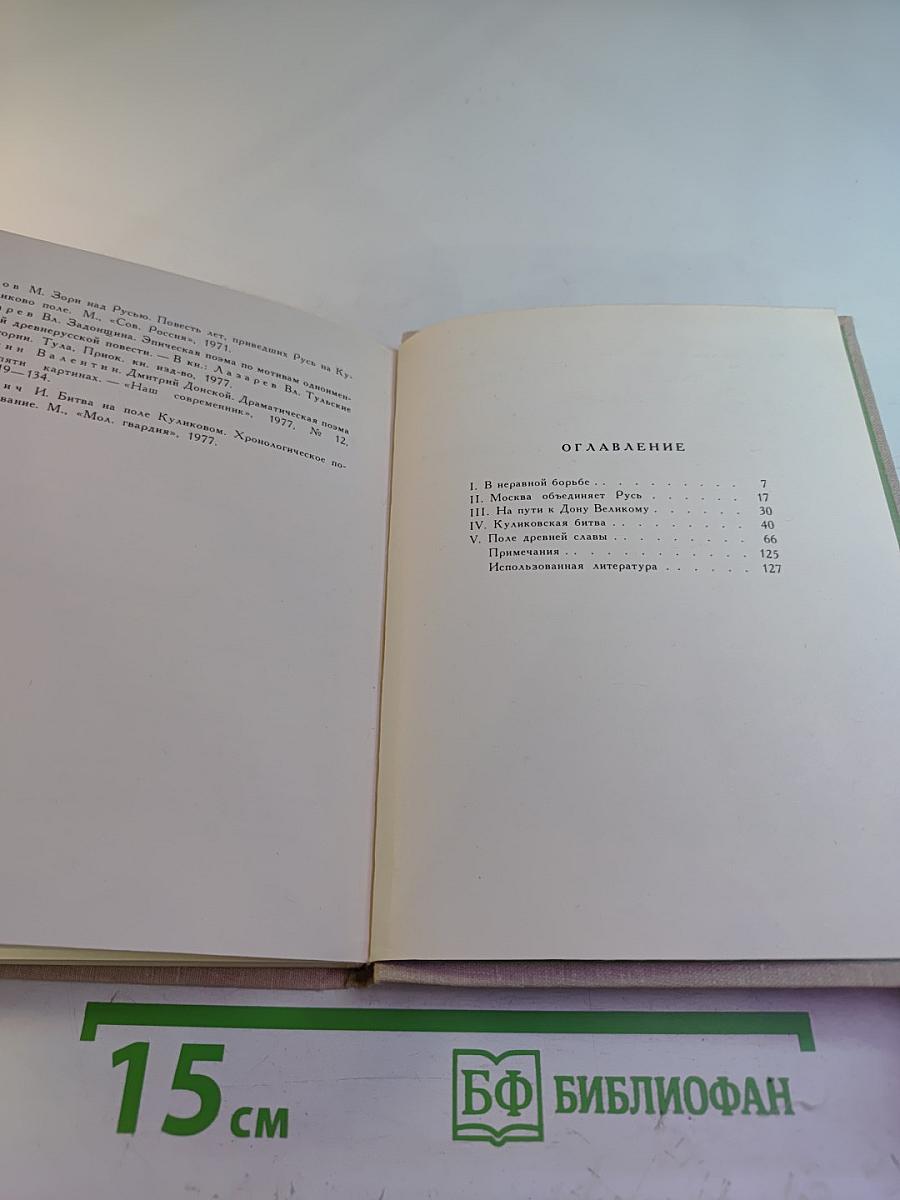 ов М. Зори над Русью. Повесть лет, приведших Русь на Ку-
иково поле. М., «Сов. Россия», 1971.
рев Вл. Задонщина. Эпическая поэма по мотивам одноимен-
й древнерусской повести. — В кн.: Лазарев Вл. Тульские
ории. Тула, Приок. кн. изд-во, 1977.
ин Валентин. Дмитрий Донской. Драматическая поэма
пяти картинах. — «Наш современник», 1977, № 12,
19—134.
ич И. Битва на поле Куликовом. Хронологическое по-
вание. М., «Мол. гвардия», 1977.
ОГЛАВЛЕНИЕ
I. В неравной борьбе . . . . . . . . . 7
II. Москва объединяет Русь . . . . . . 17
III. На пути к Дону Великому . . . . . . 30
IV. Куликовская битва . . . . . . . . 40
V. Поле древней славы . . . . . . . . 66
Примечания . . . . . . . . . . . 125
Использованная литература . . . . . . 127
15 см
БФ БИБЛИОФАН